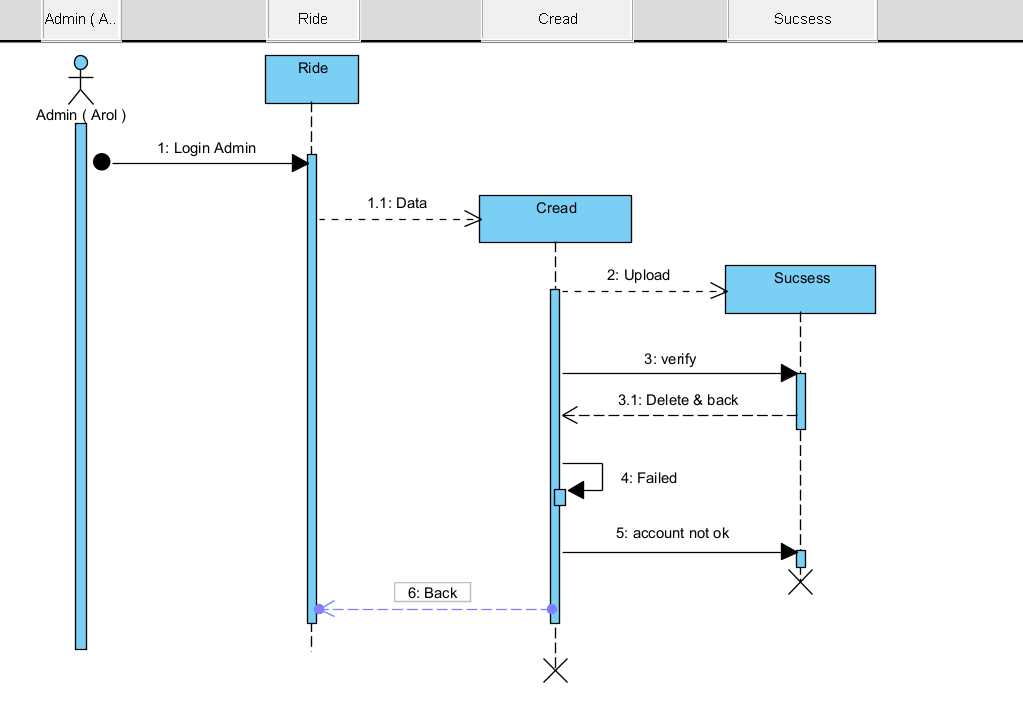 Admin ( A..
Ride
Cread
Sucsess
Ride
Admin ( Arol )
1: Login Admin
1.1: Data
Cread
2: Upload
Sucsess
3: verify
3.1: Delete & back
4: Failed
5: account not ok
6: Back